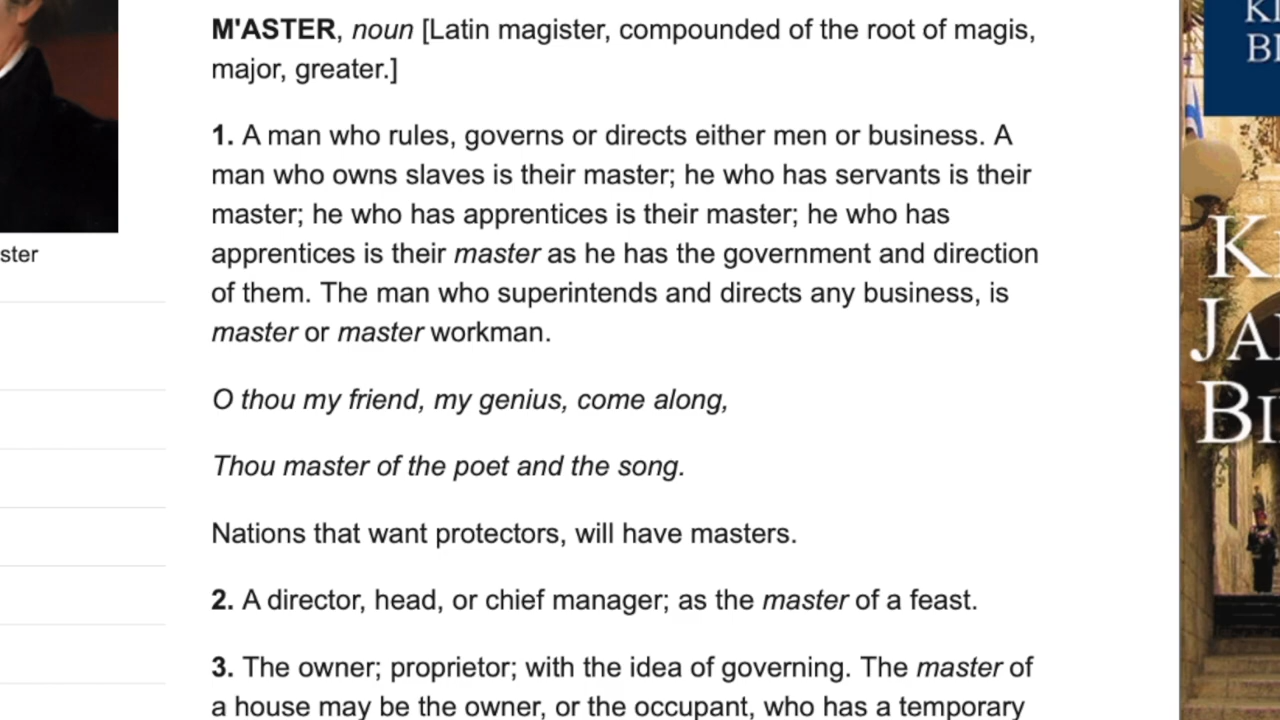 M'ASTER, noun [Latin magister, compounded of the root of magis,
major, greater.]
1. A man who rules, governs or directs either men or business. A
man who owns slaves is their master; he who has servants is their
master; he who has apprentices is their master; he who has
apprentices is their master as he has the government and direction
of them. The man who superintends and directs any business, is
master or master workman.
O thou my friend, my genius, come along,
Thou master of the poet and the song.
Nations that want protectors, will have masters.
2. A director, head, or chief manager; as the master of a feast.
3. The owner; proprietor; with the idea of governing. The master of
a house may be the owner, or the occupant, who has a temporary